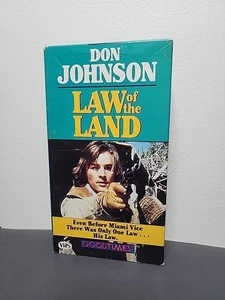 DON
JOHNSON
LAW of the
LAND
Even Before Miami Vice
There Was Only One Law . . .
His Law.
VHS
GOODTIMES